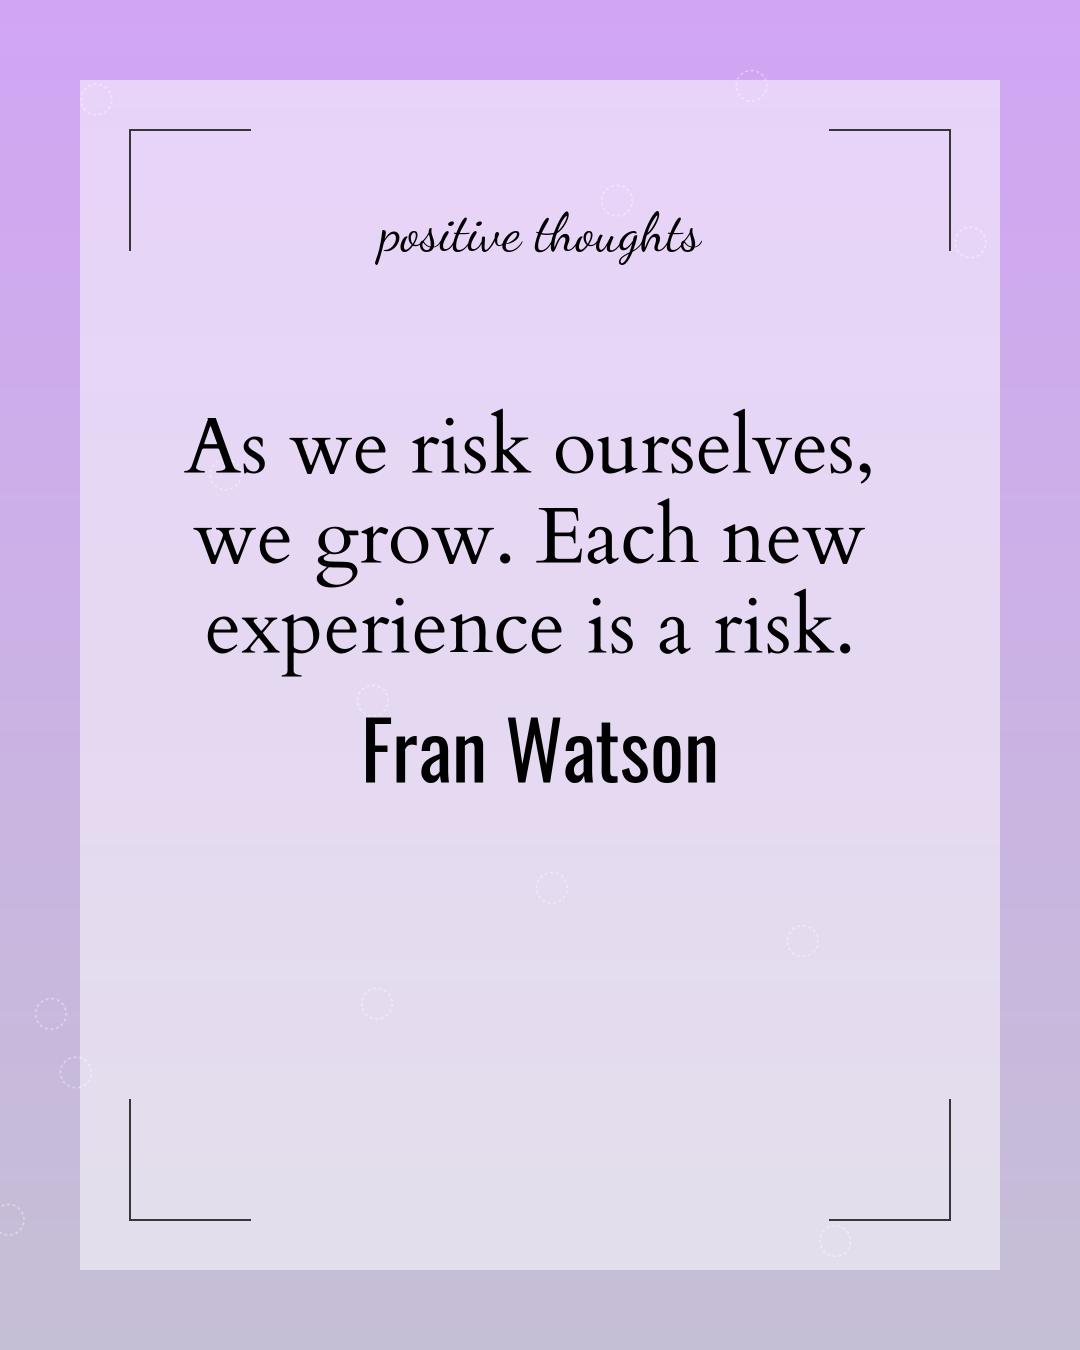 positive thoughts
As we risk ourselves,
we grow. Each new
experience is a risk.
Fran Watson